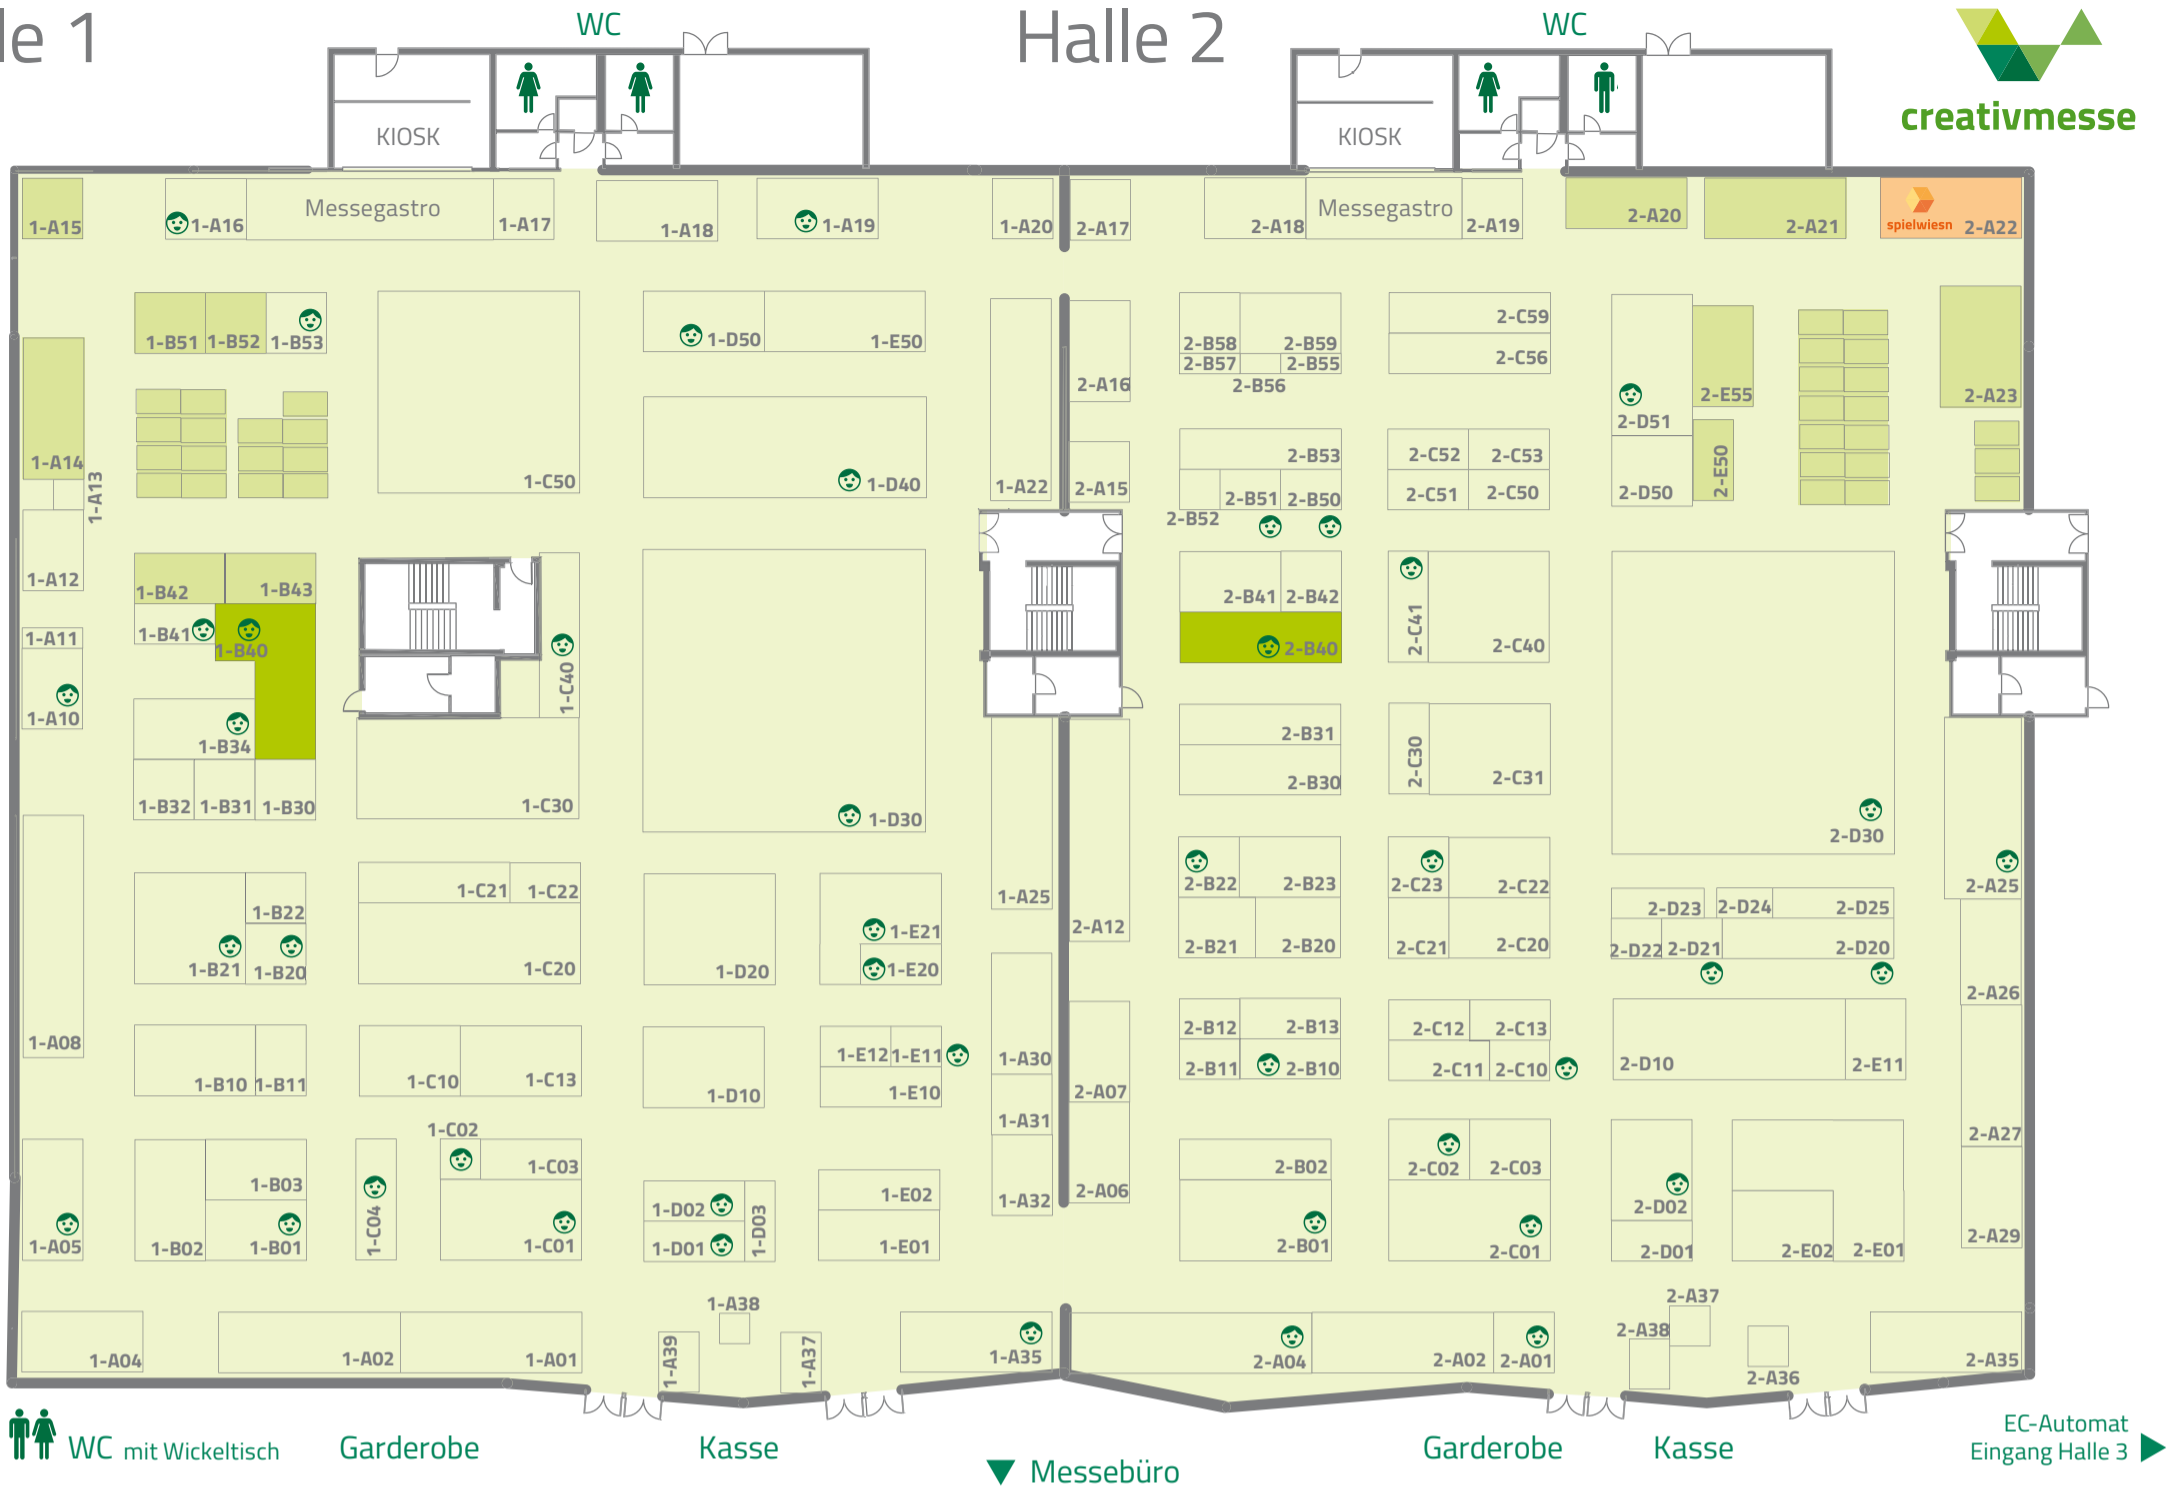 le 1
WC
Halle 2
WC
creativmesse
KIOSK
KIOSK
1-A15
1-A16
Messegastro
1-A17
1-A18
1-A19
1-A20
2-A17
2-A18
Messegastro
2-A19
2-A20
2-A21
spielwiesn
2-A22
1-B51
1-B52
1-B53
1-D50
1-E50
2-B58
2-B59
2-B57
2-B55
2-B56
2-C59
2-C56
2-A16
2-D51
2-E55
2-A23
1-A14
1-A13
1-C50
1-D40
1-A22
2-A15
2-B53
2-B51
2-B50
2-B52
2-C52
2-C53
2-C51
2-C50
2-D50
2-E50
1-A12
1-B42
1-B43
1-A11
1-B41
1-B40
1-A10
1-C40
1-B34
2-B41
2-B42
2-B40
2-C41
2-C40
1-B32
1-B31
1-B30
1-C30
1-D30
2-B31
2-B30
2-C30
2-C31
2-D30
1-C21
1-C22
1-A25
2-B22
2-B23
2-C23
2-C22
2-A25
1-B22
1-B21
1-B20
1-C20
1-D20
1-E21
1-E20
2-A12
2-B21
2-B20
2-C21
2-C20
2-D23
2-D24
2-D25
2-D22
2-D21
2-D20
2-A26
1-A08
1-B10
1-B11
1-C10
1-C13
1-D10
1-E12
1-E11
1-E10
1-A30
1-A31
2-A07
2-B12
2-B13
2-B11
2-B10
2-C12
2-C13
2-C11
2-C10
2-D10
2-E11
2-A27
1-C02
1-A05
1-B02
1-B03
1-B01
1-C04
1-C03
1-C01
1-D02
1-D01
1-D03
1-E02
1-E01
1-A32
2-A06
2-B02
2-B01
2-C02
2-C03
2-C01
2-D02
2-D01
2-E02
2-E01
2-A29
1-A04
1-A02
1-A01
1-A39
1-A38
1-A37
1-A35
2-A04
2-A02
2-A01
2-A38
2-A37
2-A36
2-A35
WC mit Wickeltisch
Garderobe
Kasse
Messebüro
Garderobe
Kasse
EC-Automat
Eingang Halle 3